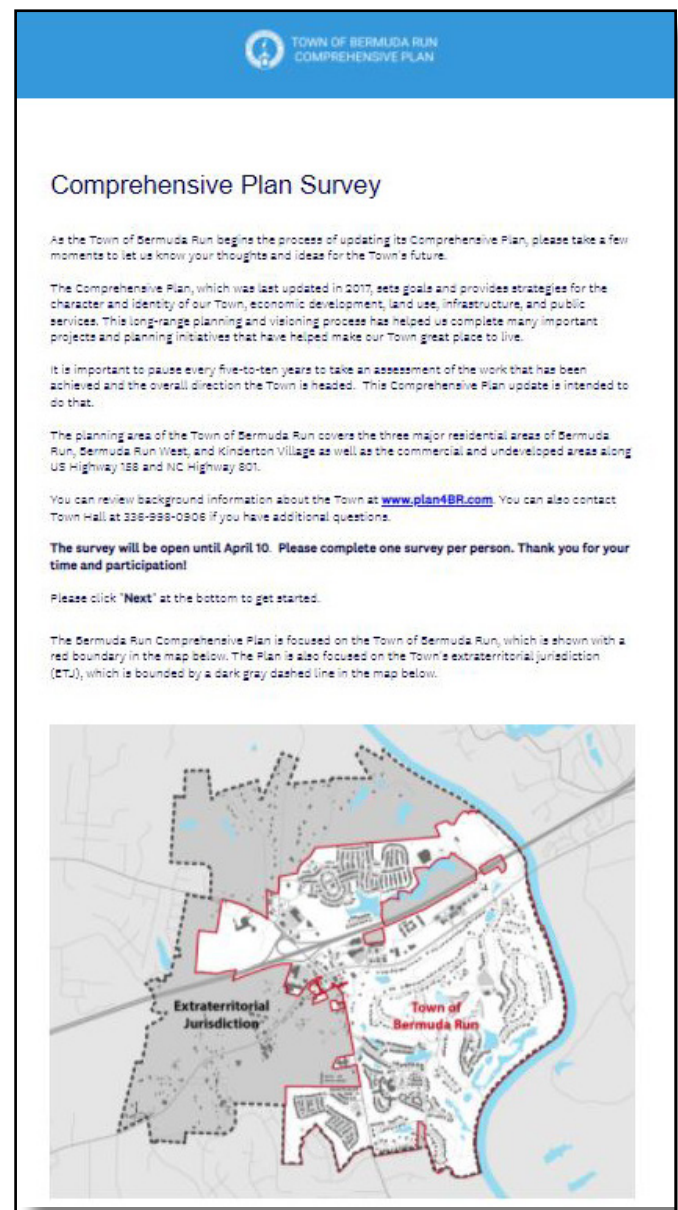 TOWN OF BERMUDA RUN
COMPREHENSIVE PLAN
Comprehensive Plan Survey
As the Town of Bermuda Run begins the process of updating its Comprehensive Plan, please take a few
moments to let us know your thoughts and ideas for the Town's future.
The Comprehensive Plan, which was last updated in 2017, sets goals and provides strategies for the
character and identity of our Town, economic development, land use, infrastructure, and public
services. This long-range planning and visioning process has helped us complete many important
projects and planning initiatives that have helped make our Town great place to live.
It is important to pause every five-to-ten years to take an assessment of the work that has been
achieved and the overall direction the Town is headed. This Comprehensive Plan update is intended to
do that.
The planning area of the Town of Bermuda Run covers the three major residential areas of Bermuda
Run, Bermuda Run West, and Kinderton Village as well as the commercial and undeveloped areas along
US Highway 158 and NC Highway 801.
You can review background information about the Town at www.plan4BR.com. You can also contact
Town Hall at 336-998-0906 if you have additional questions.
The survey will be open until April 10. Please complete one survey per person. Thank you for your
time and participation!
Please click "Next" at the bottom to get started.
The Bermuda Run Comprehensive Plan is focused on the Town of Bermuda Run, which is shown with a
red boundary in the map below. The Plan is also focused on the Town's extraterritorial jurisdiction
(ETJ), which is bounded by a dark gray dashed line in the map below.
Extraterritorial
Jurisdiction
Town of
Bermuda Run